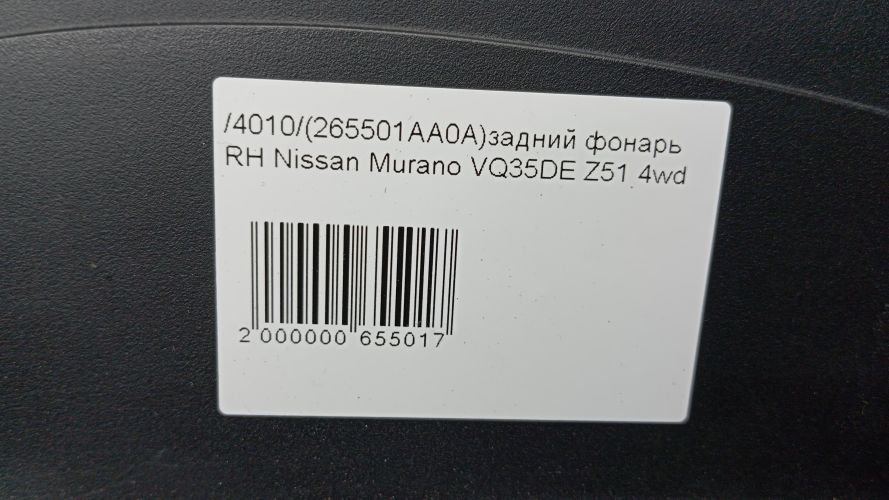 /4010/(265501AA0A)задний фонарь
RH Nissan Murano VQ35DE Z51 4wd
2 000000 655017